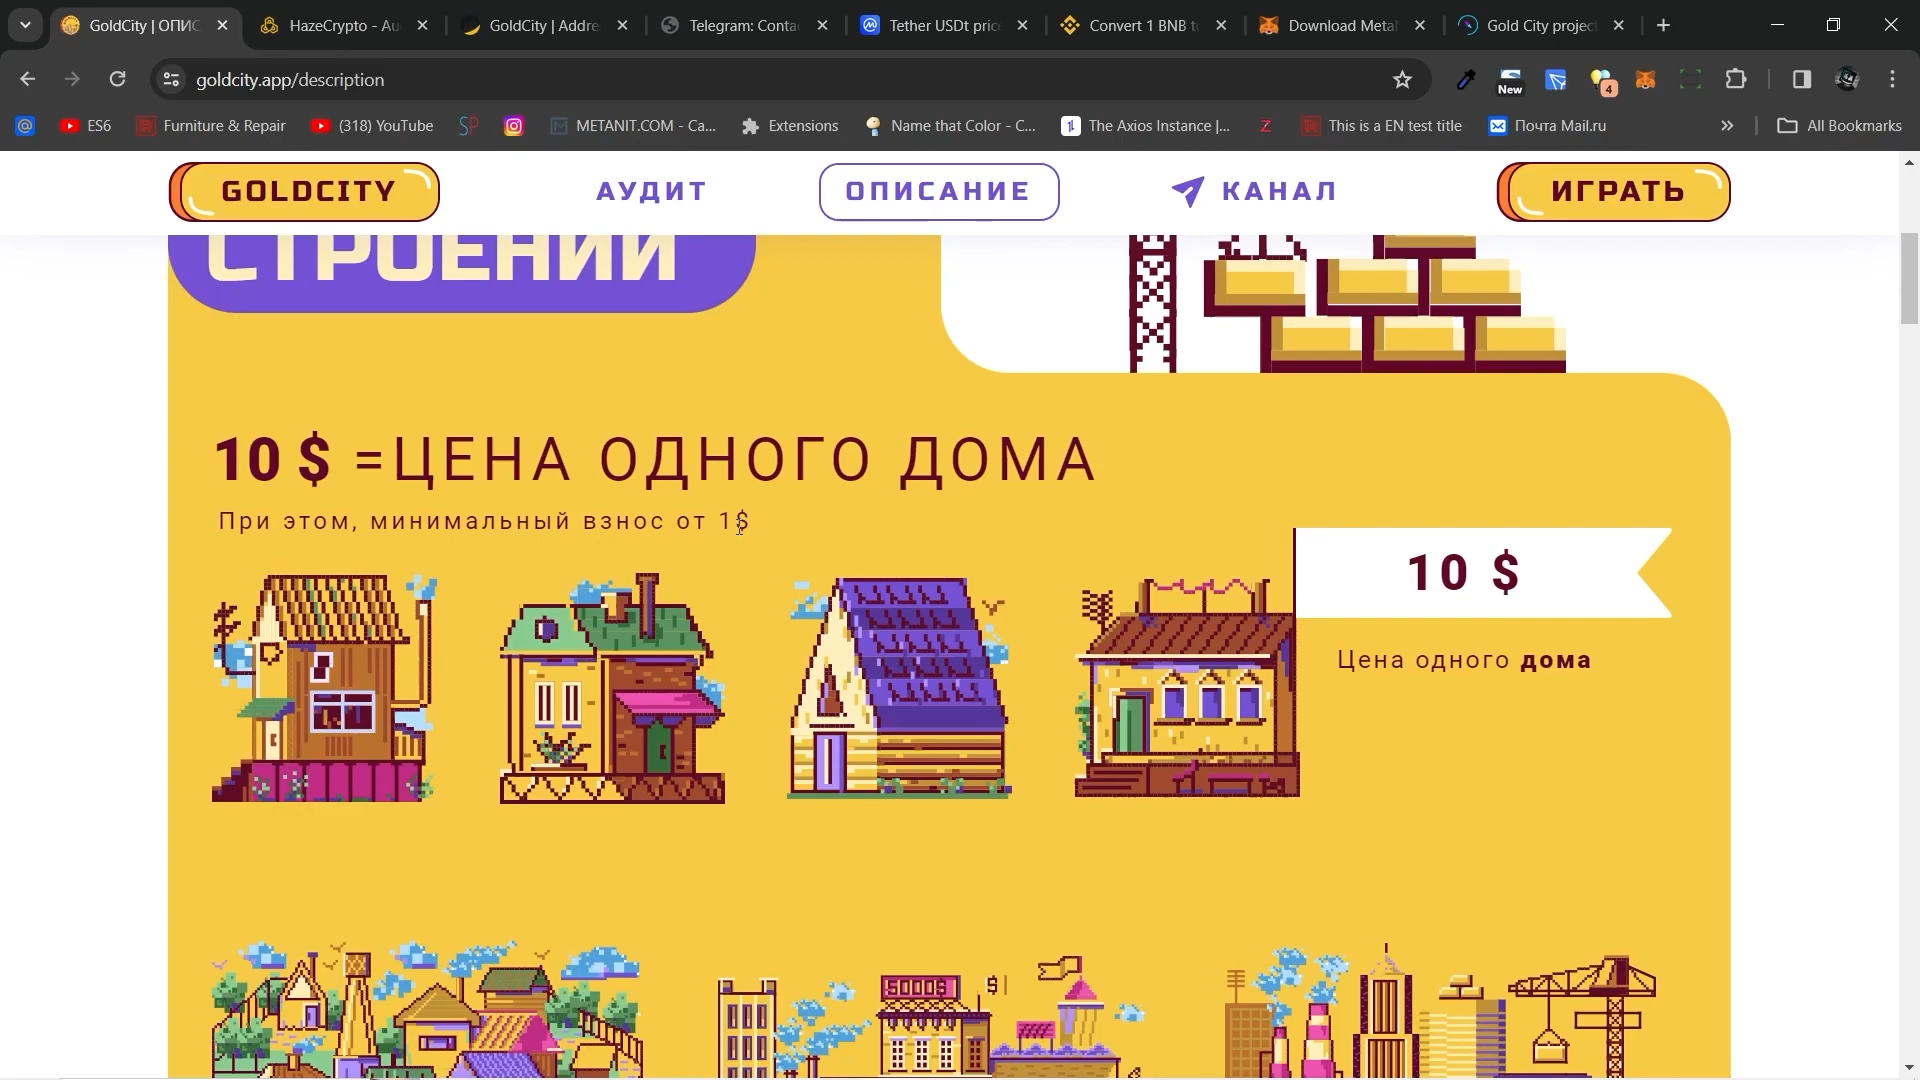 GoldCity | ОПИС
HazeCrypto - Au
GoldCity | Addre
Telegram: Conta
Tether USDt pric
Convert 1 BNB to
Download Metal
Gold City projec
goldcity.app/description
New
4
ES6
Furniture & Repair
(318) YouTube
METANIT.COM - Ca...
Extensions
Name that Color - C...
The Axios Instance |...
This is a EN test title
Почта Mail.ru
All Bookmarks
GOLDCITY
АУДИТ
ОПИСАНИЕ
КАНАЛ
ИГРАТЬ
СТРОЕНИЙ
10 $ =ЦЕНА ОДНОГО ДОМА
При этом, минимальный взнос от 1$
10 $
Цена одного дома
5000$
$